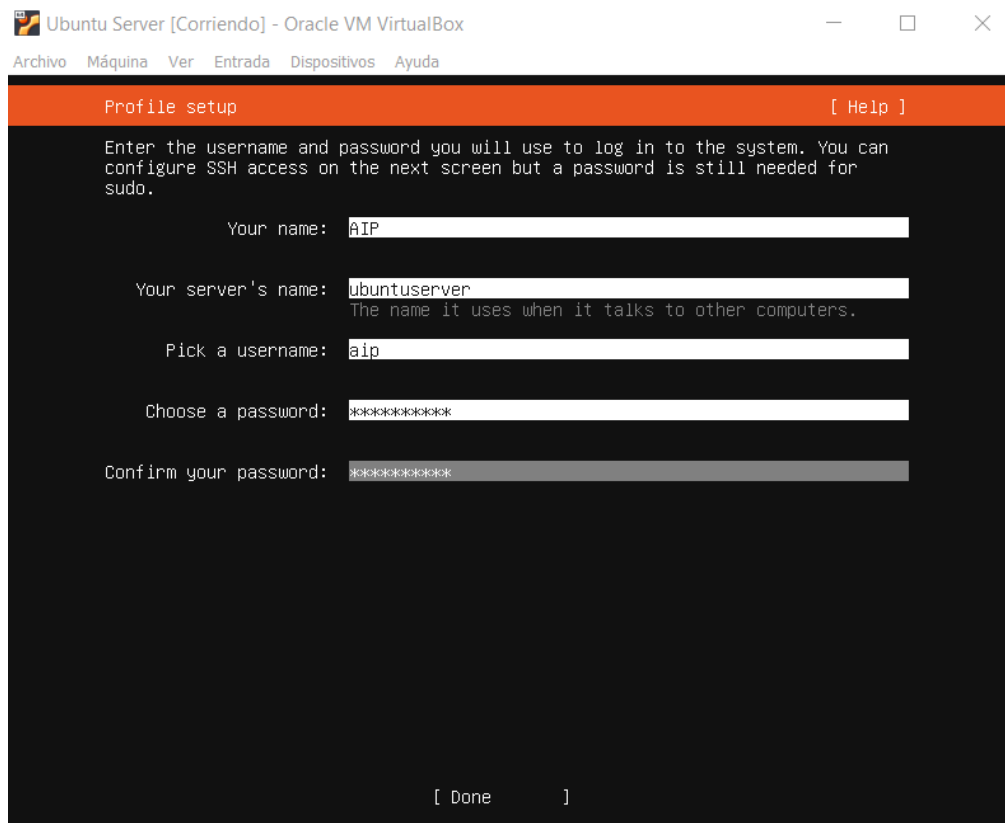 Ubuntu Server [Corriendo] - Oracle VM VirtualBox
Archivo Máquina Ver Entrada Dispositivos Ayuda
Profile setup [ Help ]
Enter the username and password you will use to log in to the system. You can
configure SSH access on the next screen but a password is still needed for
sudo.
Your name: AIP
Your server's name: ubuntuserver
The name it uses when it talks to other computers.
Pick a username: aip
Choose a password: **********
Confirm your password: **********
[ Done ]